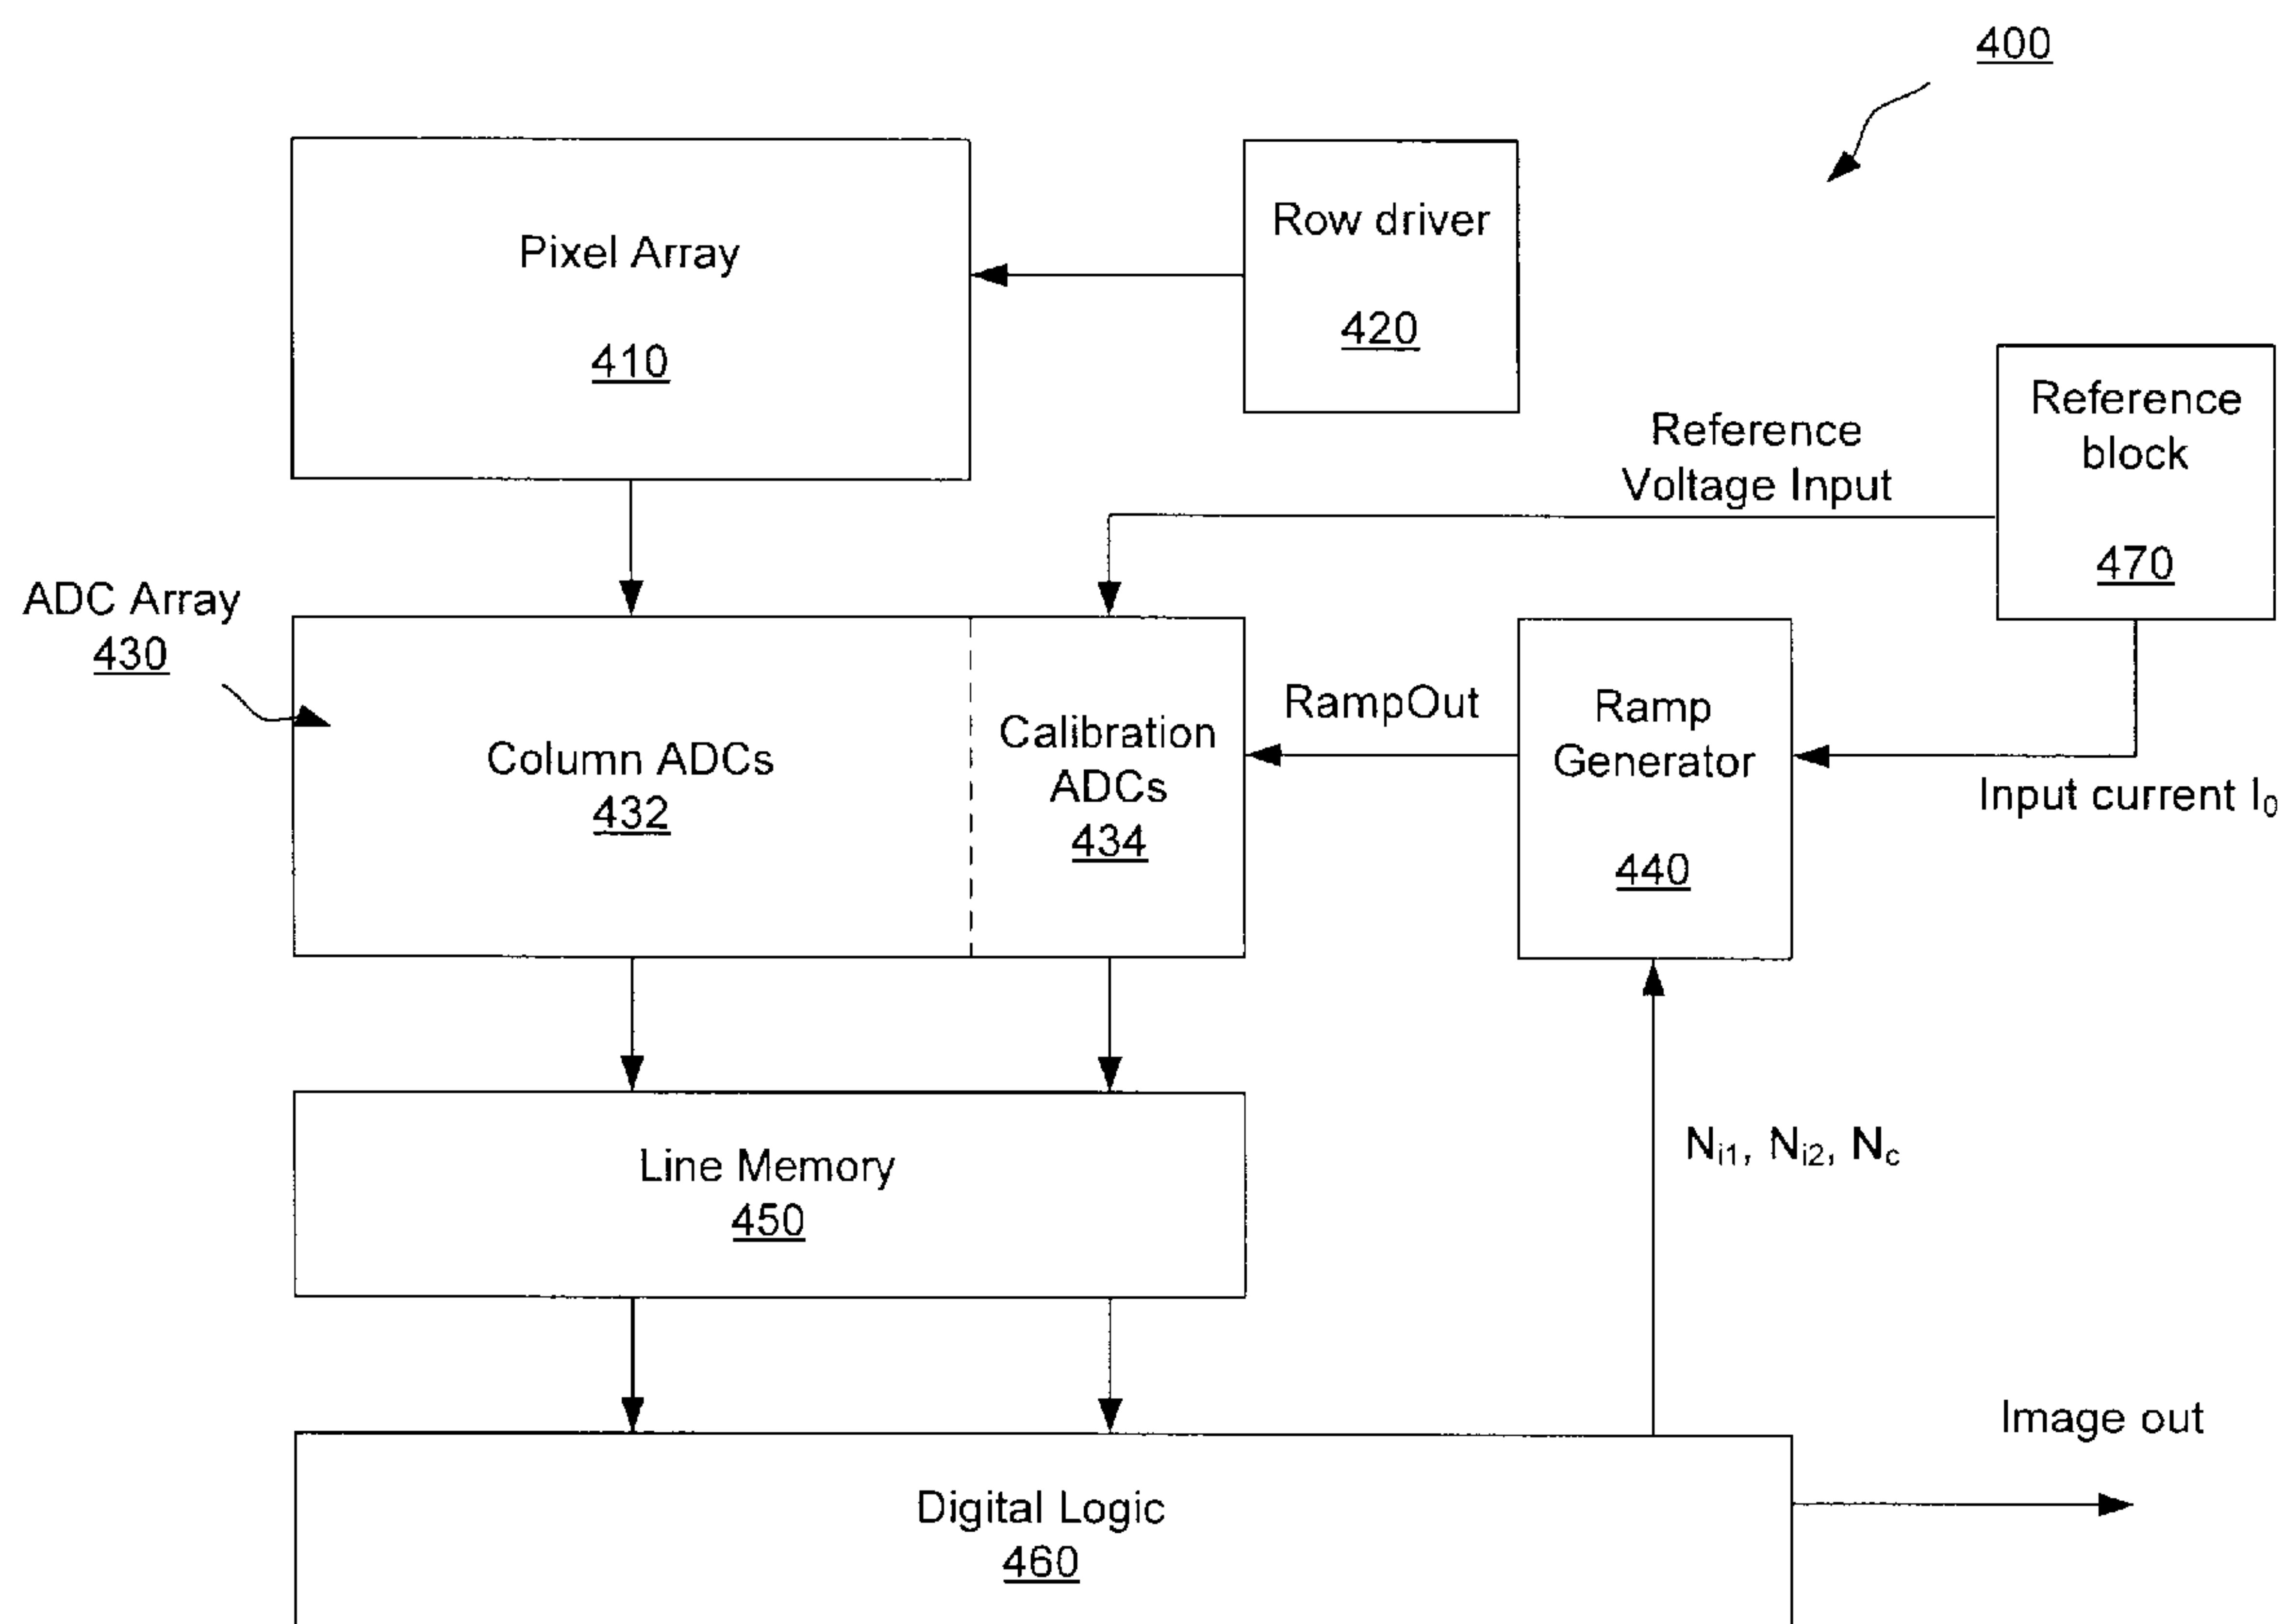 400
Pixel Array
410
Row driver
420
Reference
block
470
Reference
Voltage Input
ADC Array
430
Column ADCs
432
Calibration
ADCs
434
RampOut
Ramp
Generator
440
Input current I₀
Line Memory
450
Nᵢ₁, Nᵢ₂, N_c
Digital Logic
460
Image out